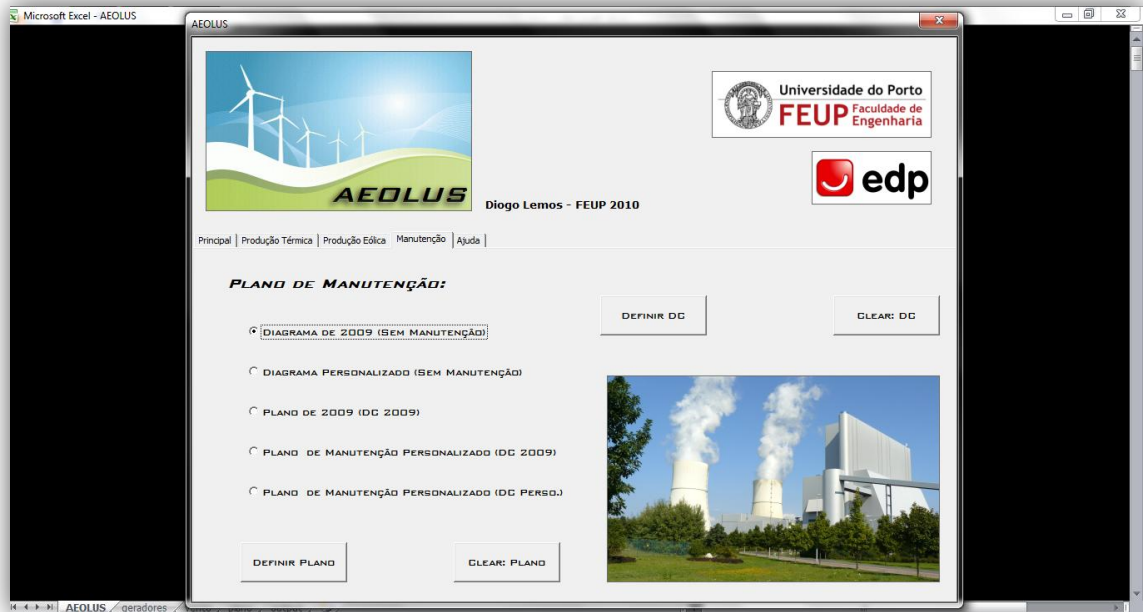 Microsoft Excel - AEOLUS
AEOLUS
Universidade do Porto
FEUP Faculdade de
Engenharia
edp
AEOLUS
Diogo Lemos - FEUP 2010
Principal Produção Térmica Produção Eólica Manutenção Ajuda
Plano de Manutenção:
Definir DC
Clear: DC
Diagrama de 2009 (Sem Manutenção)
Diagrama Personalizado (Sem Manutenção)
Plano de 2009 (DC 2009)
Plano de Manutenção Personalizado (DC 2009)
Plano de Manutenção Personalizado (DC Perso.)
Definir Plano
Clear: Plano
AEOLUS geradores